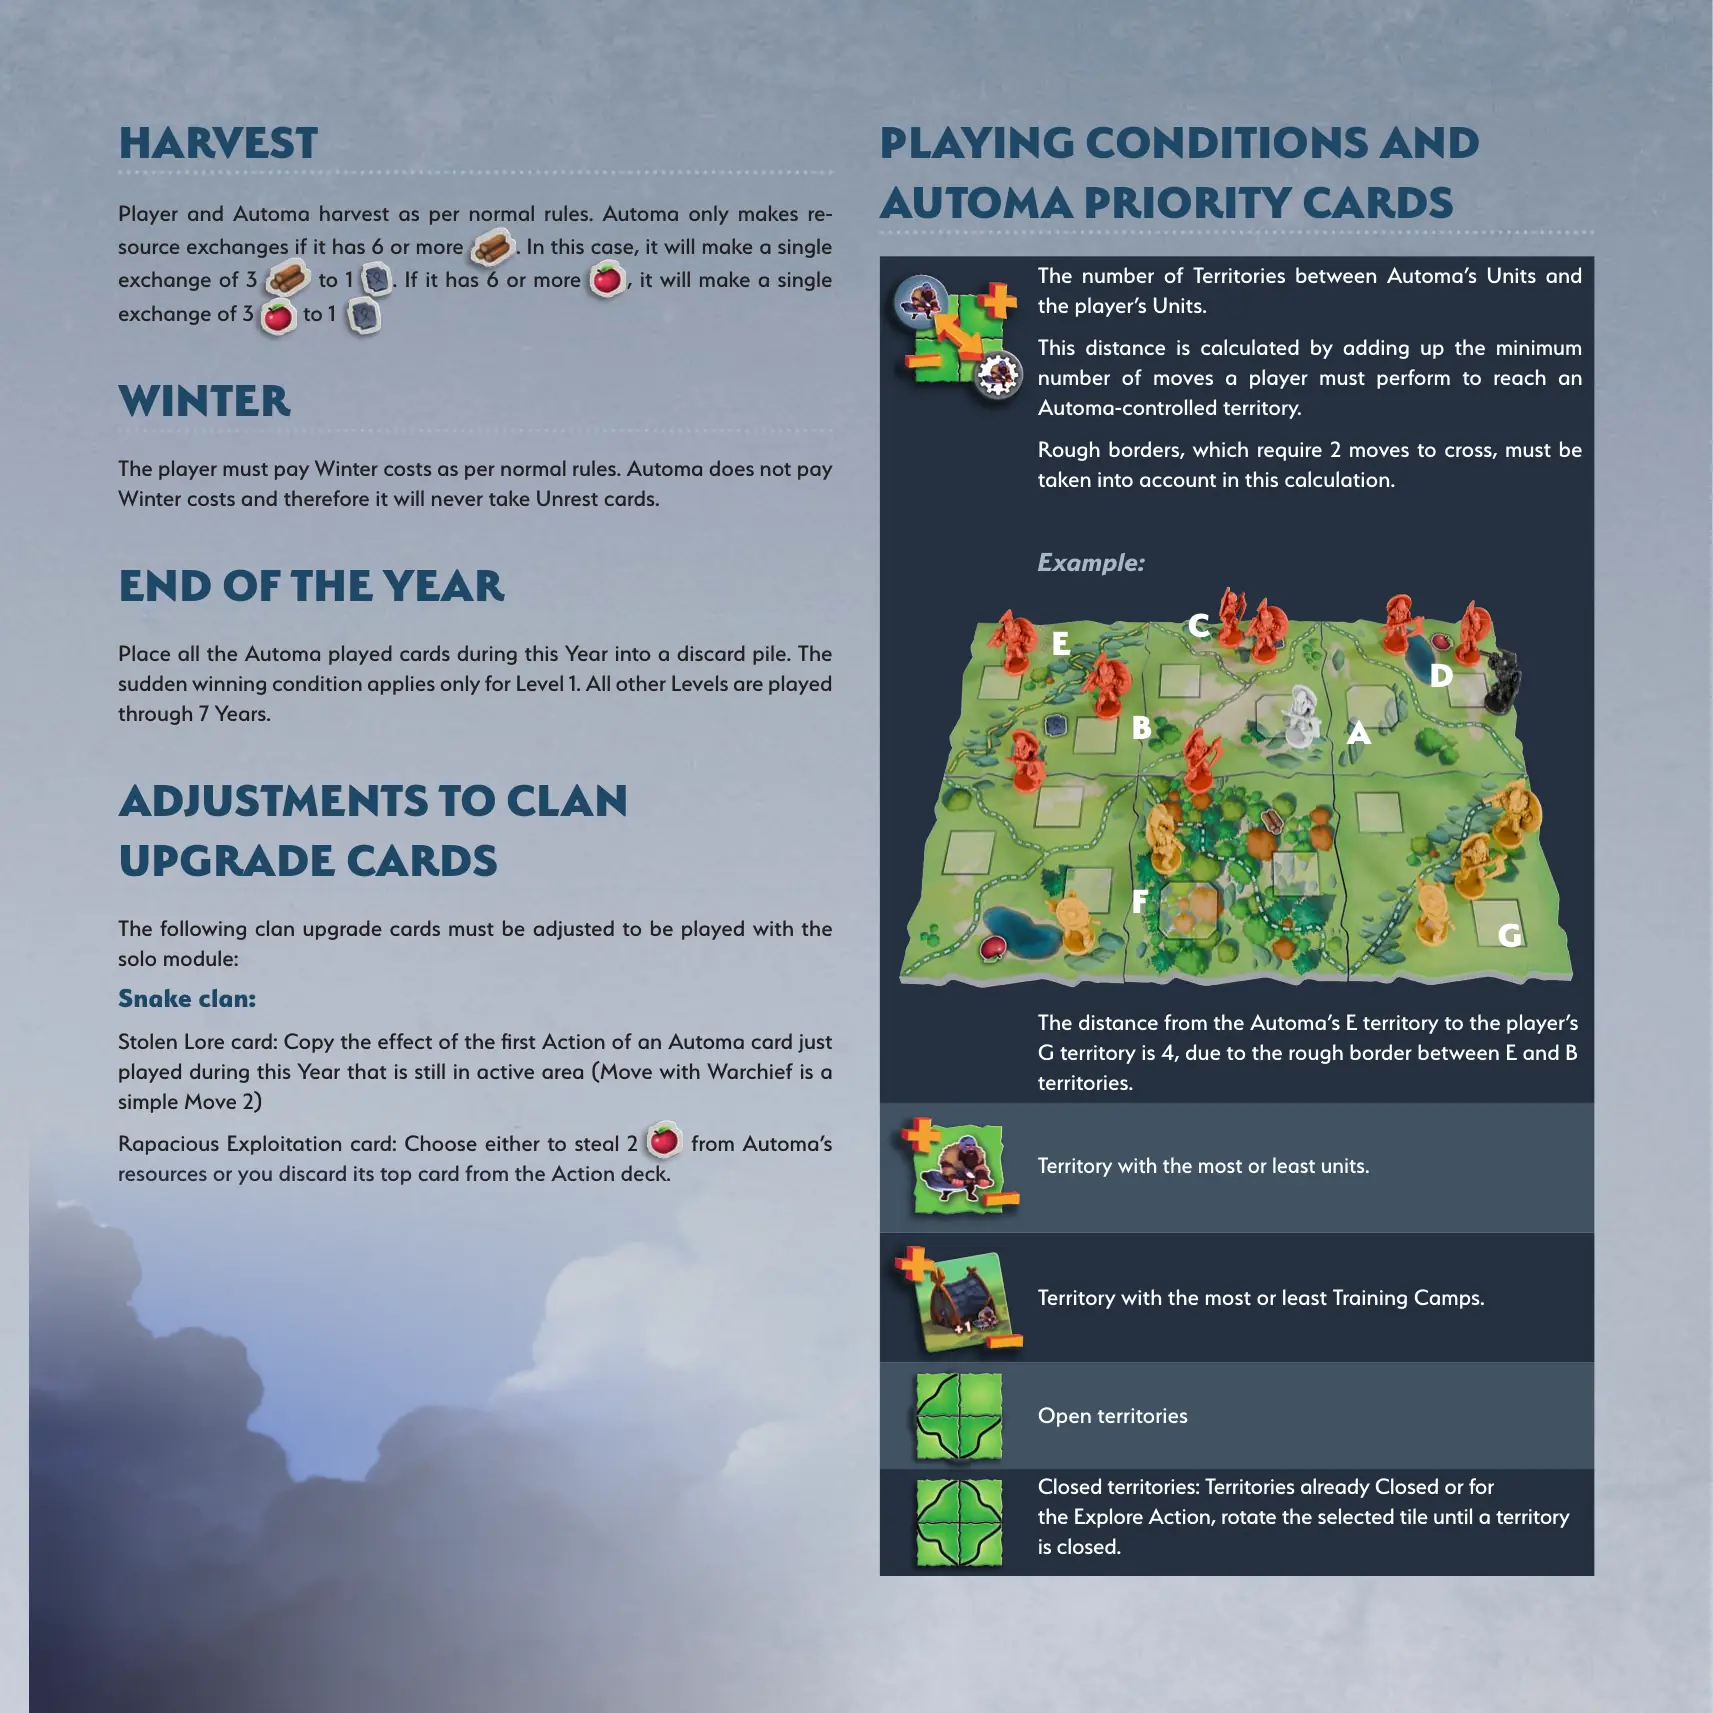 HARVEST
Player and Automa harvest as per normal rules. Automa only makes re-
source exchanges if it has 6 or more . In this case, it will make a single
exchange of 3 to 1 . If it has 6 or more , it will make a single
exchange of 3 to 1
WINTER
The player must pay Winter costs as per normal rules. Automa does not pay
Winter costs and therefore it will never take Unrest cards.
END OF THE YEAR
Place all the Automa played cards during this Year into a discard pile. The
sudden winning condition applies only for Level 1. All other Levels are played
through 7 Years.
ADJUSTMENTS TO CLAN
UPGRADE CARDS
The following clan upgrade cards must be adjusted to be played with the
solo module:
Snake clan:
Stolen Lore card: Copy the effect of the first Action of an Automa card just
played during this Year that is still in active area (Move with Warchief is a
simple Move 2)
Rapacious Exploitation card: Choose either to steal 2 from Automa's
resources or you discard its top card from the Action deck.
PLAYING CONDITIONS AND
AUTOMA PRIORITY CARDS
The number of Territories between Automa's Units and
the player's Units.
This distance is calculated by adding up the minimum
number of moves a player must perform to reach an
Automa-controlled territory.
Rough borders, which require 2 moves to cross, must be
taken into account in this calculation.
Example:
C
E
D
B
A
F
G
The distance from the Automa's E territory to the player's
G territory is 4, due to the rough border between E and B
territories.
Territory with the most or least units.
+1
Territory with the most or least Training Camps.
Open territories
Closed territories: Territories already Closed or for
the Explore Action, rotate the selected tile until a territory
is closed.